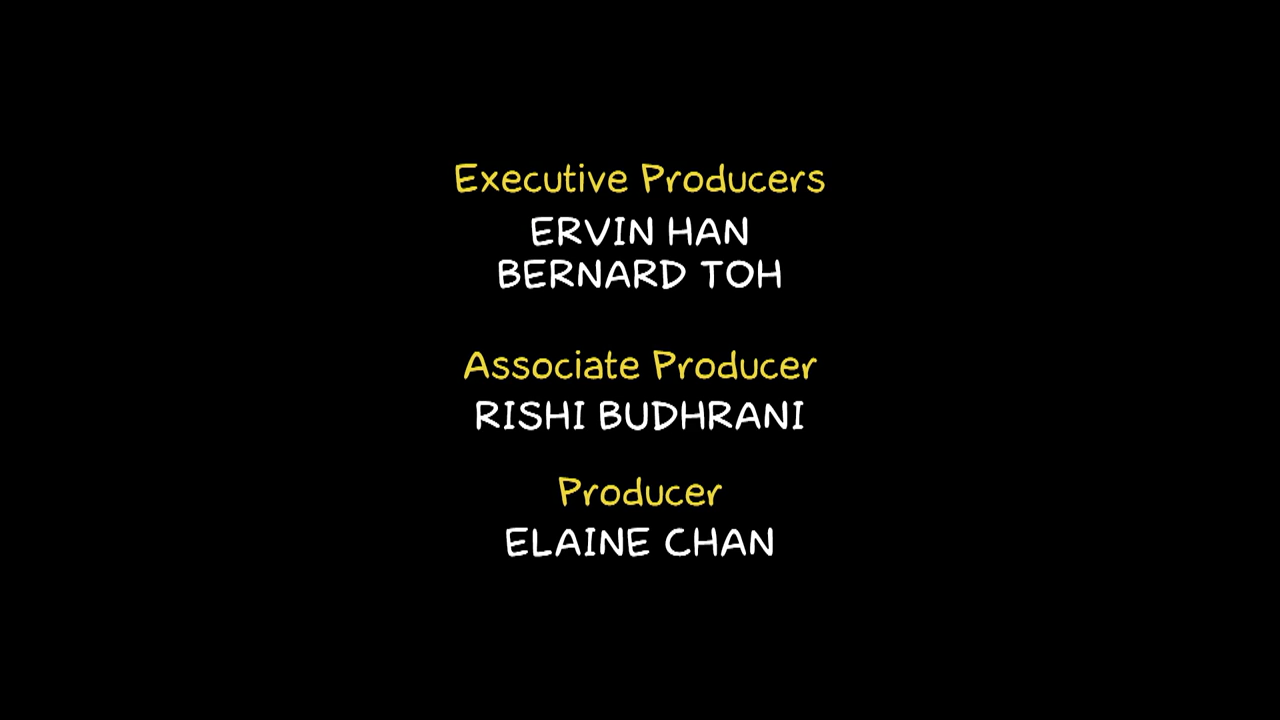 Executive Producers
ERVIN HAN
BERNARD TOH
Associate Producer
RISHI BUDHRANI
Producer
ELAINE CHAN